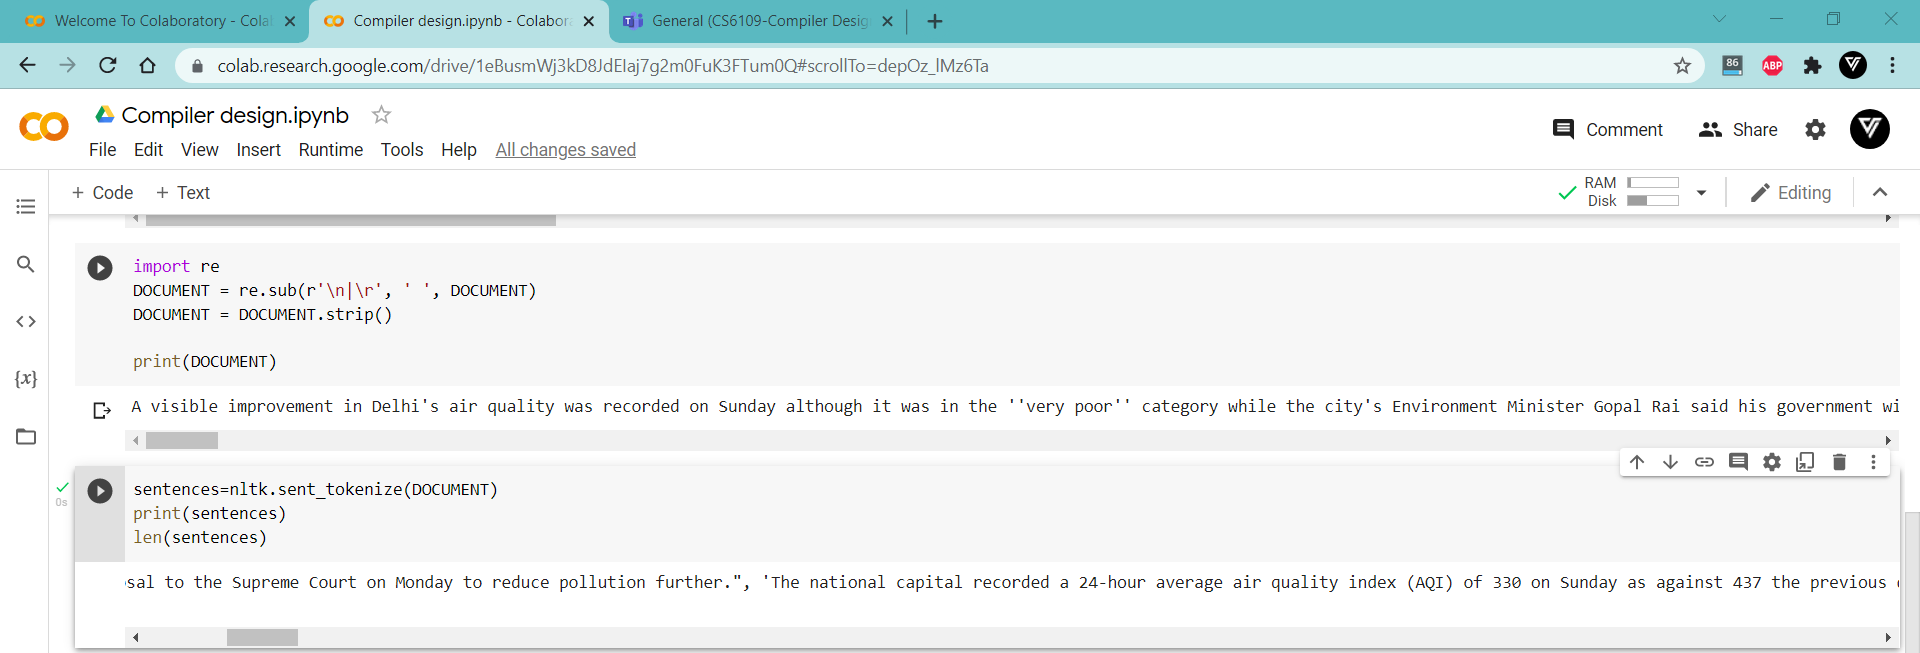 Welcome To Colaboratory - Cola
Compiler design.ipynb - Colabora
General (CS6109-Compiler Desig
colab.research.google.com/drive/1eBusmWj3kD8JdEIaj7g2m0FuK3FTum0Q#scrollTo=depOz_lMz6Ta
86
ABP
Compiler design.ipynb
Comment
Share
File Edit View Insert Runtime Tools Help All changes saved
+ Code + Text
RAM
Disk
Editing
import re
DOCUMENT = re.sub(r'\n|\r', ' ', DOCUMENT)
DOCUMENT = DOCUMENT.strip()
print(DOCUMENT)
A visible improvement in Delhi's air quality was recorded on Sunday although it was in the ''very poor'' category while the city's Environment Minister Gopal Rai said his government wi
sentences=nltk.sent_tokenize(DOCUMENT)
print(sentences)
len(sentences)
0s
osal to the Supreme Court on Monday to reduce pollution further.", 'The national capital recorded a 24-hour average air quality index (AQI) of 330 on Sunday as against 437 the previous